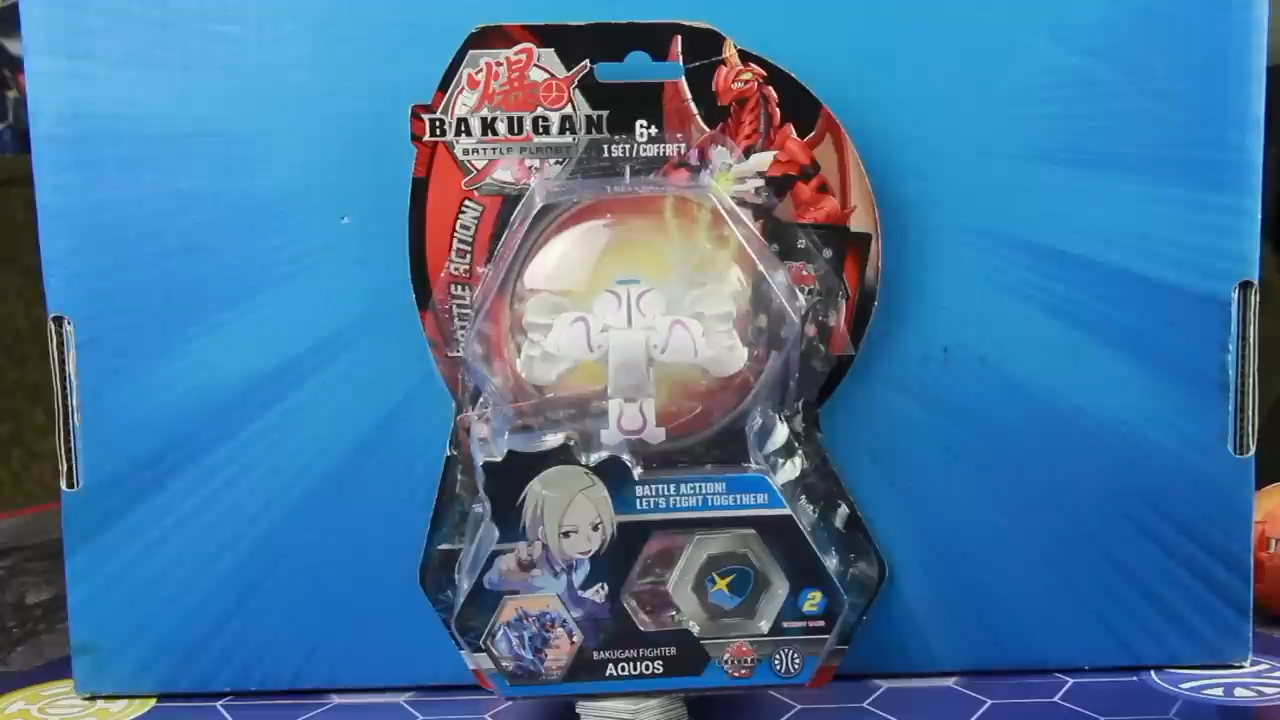 爆
BAKUGAN
BATTLE PLANET
6+
1 SET / COFFRET
BATTLE ACTION!
BATTLE ACTION!
LET'S FIGHT TOGETHER!
2
BAKUGAN FIGHTER
AQUOS